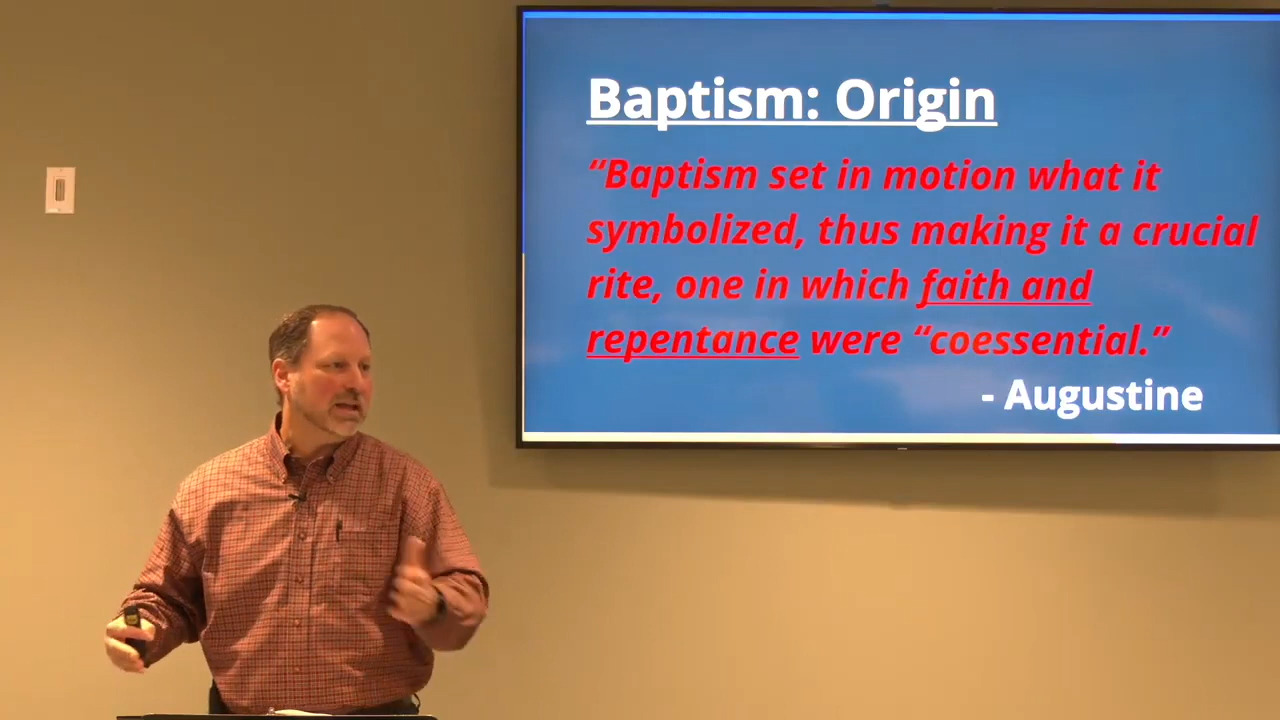 Baptism: Origin
“Baptism set in motion what it
symbolized, thus making it a crucial
rite, one in which faith and
repentance were “coessential.”
- Augustine